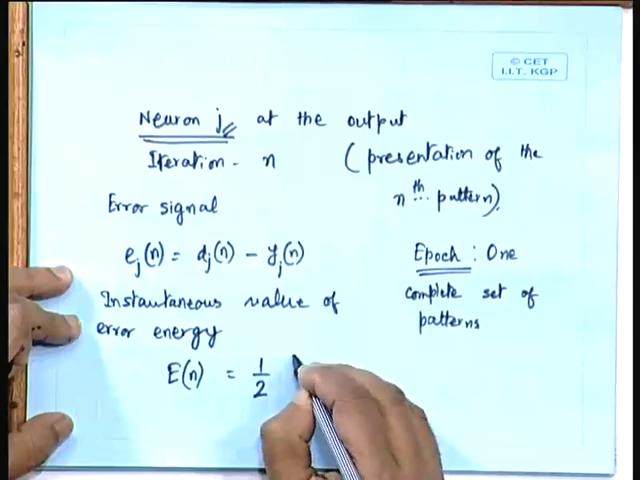 © CET
I.I.T. KGP
Neuron j at the output
Iteration - n (presentation of the
nth pattern).
Error signal
ej(n) = dj(n) - yj(n)
Epoch : One
complete set of
patterns
Instantaneous value of
error energy
E(n) = 1/2